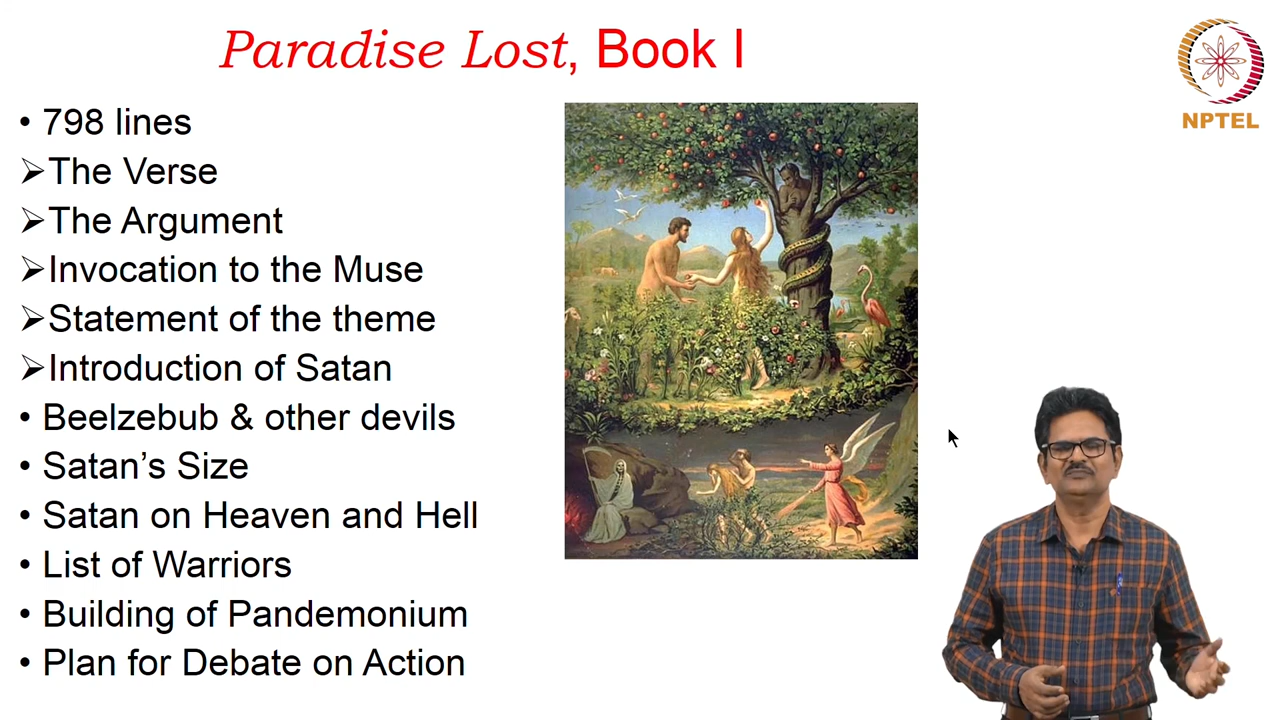 Paradise Lost, Book I
NPTEL
• 798 lines
➢The Verse
➢The Argument
➢Invocation to the Muse
➢Statement of the theme
➢Introduction of Satan
• Beelzebub & other devils
• Satan’s Size
• Satan on Heaven and Hell
• List of Warriors
• Building of Pandemonium
• Plan for Debate on Action